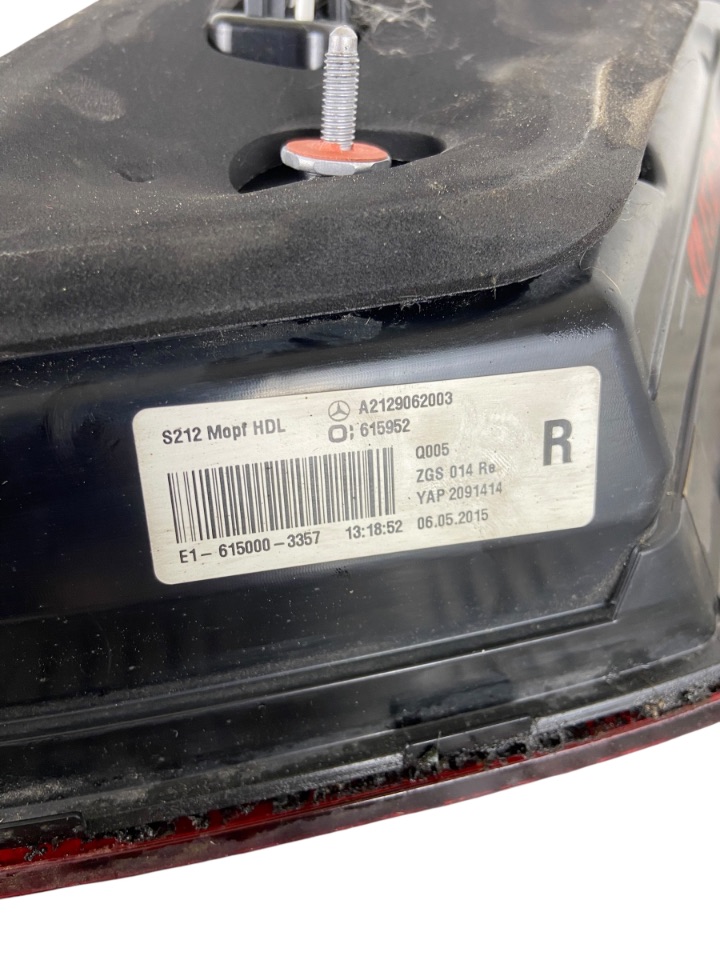 S212 Mopf HDL
A2129062003
615952
Q005
ZGS 014 Re
YAP 2091414
R
E1-615000-3357 13:18:52 06.05.2015